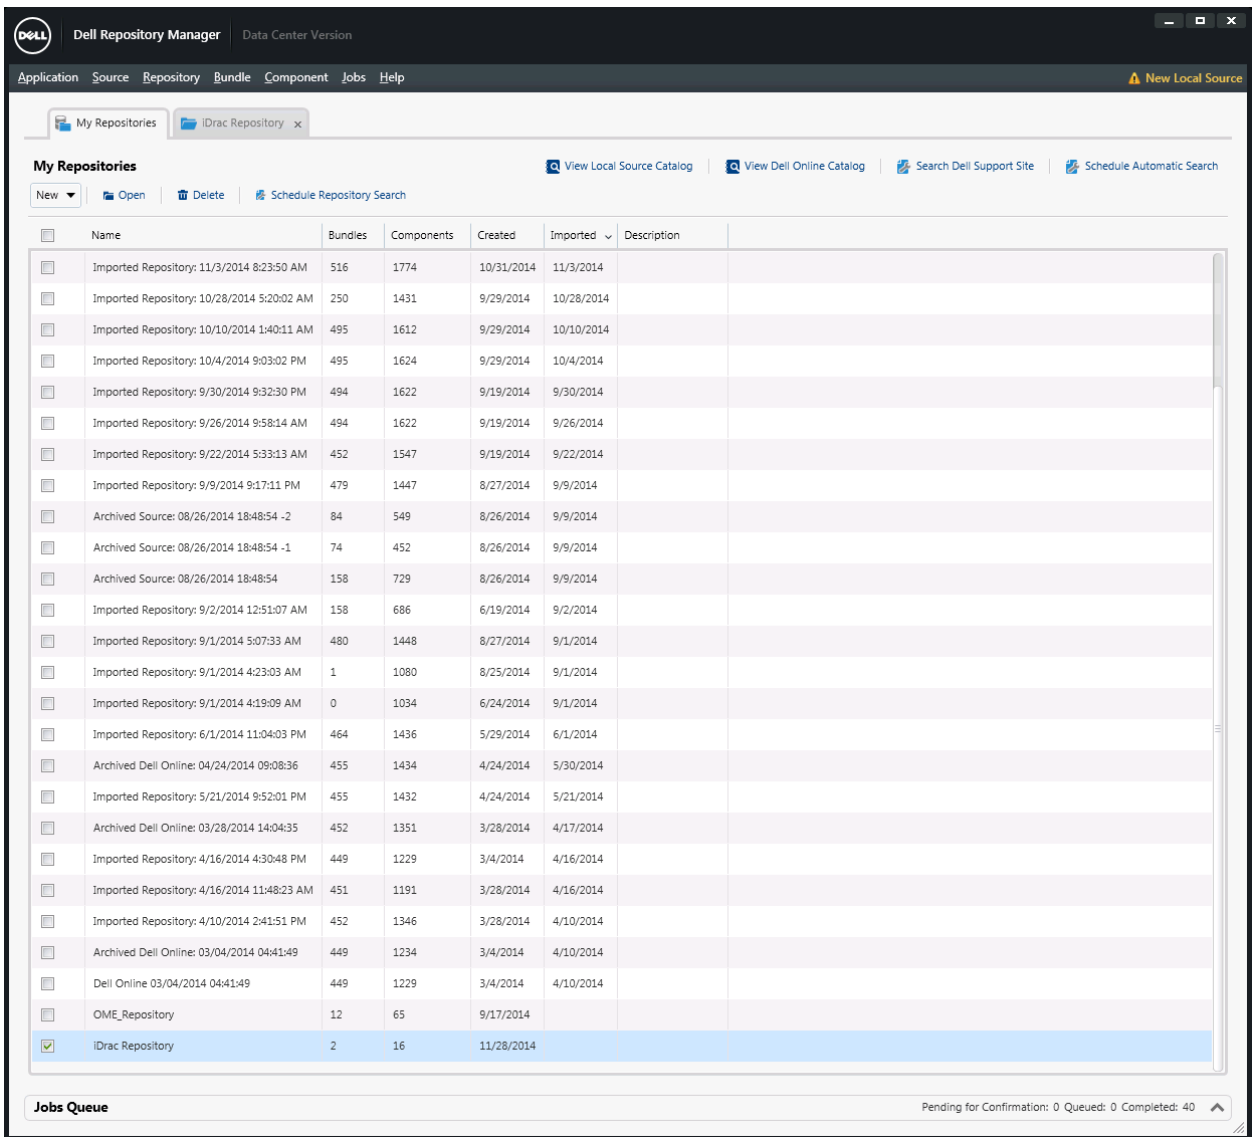 DELL Dell Repository Manager Data Center Version
Application Source Repository Bundle Component Jobs Help New Local Source
My Repositories iDrac Repository x
My Repositories View Local Source Catalog View Dell Online Catalog Search Dell Support Site Schedule Automatic Search
New Open Delete Schedule Repository Search
Name Bundles Components Created Imported Description
Imported Repository: 11/3/2014 8:23:50 AM 516 1774 10/31/2014 11/3/2014
Imported Repository: 10/28/2014 5:20:02 AM 250 1431 9/29/2014 10/28/2014
Imported Repository: 10/10/2014 1:40:11 AM 495 1612 9/29/2014 10/10/2014
Imported Repository: 10/4/2014 9:03:02 PM 495 1624 9/29/2014 10/4/2014
Imported Repository: 9/30/2014 9:32:30 PM 494 1622 9/19/2014 9/30/2014
Imported Repository: 9/26/2014 9:58:14 AM 494 1622 9/19/2014 9/26/2014
Imported Repository: 9/22/2014 5:33:13 AM 452 1547 9/19/2014 9/22/2014
Imported Repository: 9/9/2014 9:17:11 PM 479 1447 8/27/2014 9/9/2014
Archived Source: 08/26/2014 18:48:54 -2 84 549 8/26/2014 9/9/2014
Archived Source: 08/26/2014 18:48:54 -1 74 452 8/26/2014 9/9/2014
Archived Source: 08/26/2014 18:48:54 158 729 8/26/2014 9/9/2014
Imported Repository: 9/2/2014 12:51:07 AM 158 686 6/19/2014 9/2/2014
Imported Repository: 9/1/2014 5:07:33 AM 480 1448 8/27/2014 9/1/2014
Imported Repository: 9/1/2014 4:23:03 AM 1 1080 8/25/2014 9/1/2014
Imported Repository: 9/1/2014 4:19:09 AM 0 1034 6/24/2014 9/1/2014
Imported Repository: 6/1/2014 11:04:03 PM 464 1436 5/29/2014 6/1/2014
Archived Dell Online: 04/24/2014 09:08:36 455 1434 4/24/2014 5/30/2014
Imported Repository: 5/21/2014 9:52:01 PM 455 1432 4/24/2014 5/21/2014
Archived Dell Online: 03/28/2014 14:04:35 452 1351 3/28/2014 4/17/2014
Imported Repository: 4/16/2014 4:30:48 PM 449 1229 3/4/2014 4/16/2014
Imported Repository: 4/16/2014 11:48:23 AM 451 1191 3/28/2014 4/16/2014
Imported Repository: 4/10/2014 2:41:51 PM 452 1346 3/28/2014 4/10/2014
Archived Dell Online: 03/04/2014 04:41:49 449 1234 3/4/2014 4/10/2014
Dell Online 03/04/2014 04:41:49 449 1229 3/4/2014 4/10/2014
OME_Repository 12 65 9/17/2014
iDrac Repository 2 16 11/28/2014
Jobs Queue Pending for Confirmation: 0 Queued: 0 Completed: 40